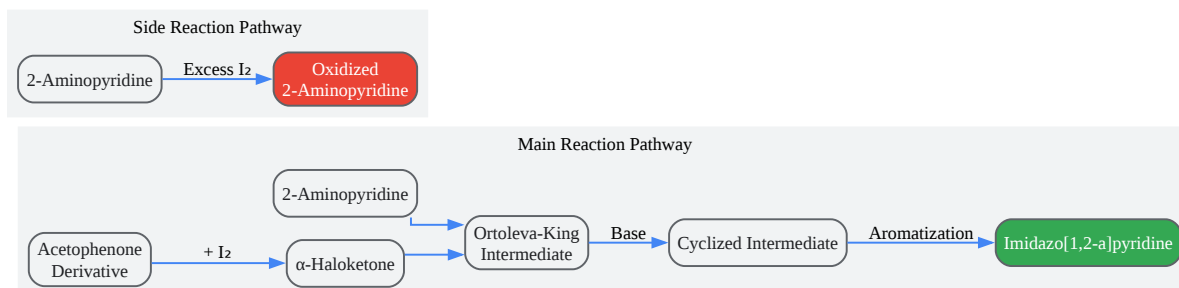 Side Reaction Pathway
2-Aminopyridine
Excess I₂
Oxidized
2-Aminopyridine
Main Reaction Pathway
2-Aminopyridine
Acetophenone
Derivative
+ I₂
α-Haloketone
Ortoleva-King
Intermediate
Base
Cyclized Intermediate
Aromatization
Imidazo[1,2-a]pyridine